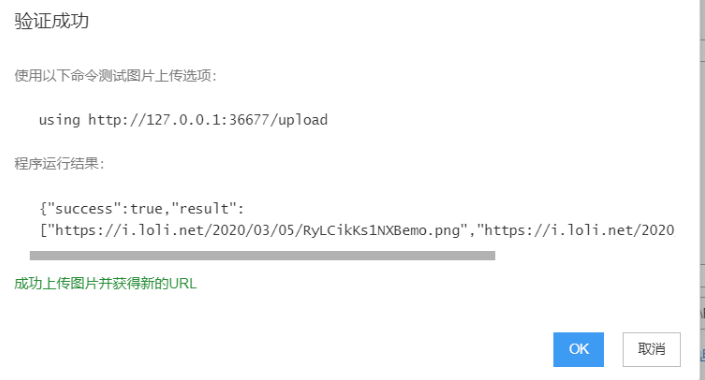 验证成功
使用以下命令测试图片上传选项：
using http://127.0.0.1:36677/upload
程序运行结果：
{"success":true,"result":
["https://i.loli.net/2020/03/05/RyLCikKs1NXBemo.png","https://i.loli.net/2020
成功上传图片并获得新的URL
OK
取消